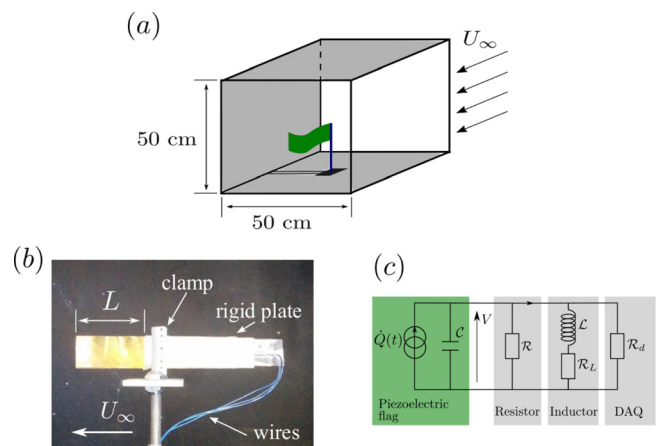 (a)
U∞
50 cm
50 cm
(b)
clamp
L
rigid plate
U∞
wires
(c)
Q̇(t)
C
V
R
L
R_L
R_d
Piezoelectric
flag
Resistor
Inductor
DAQ